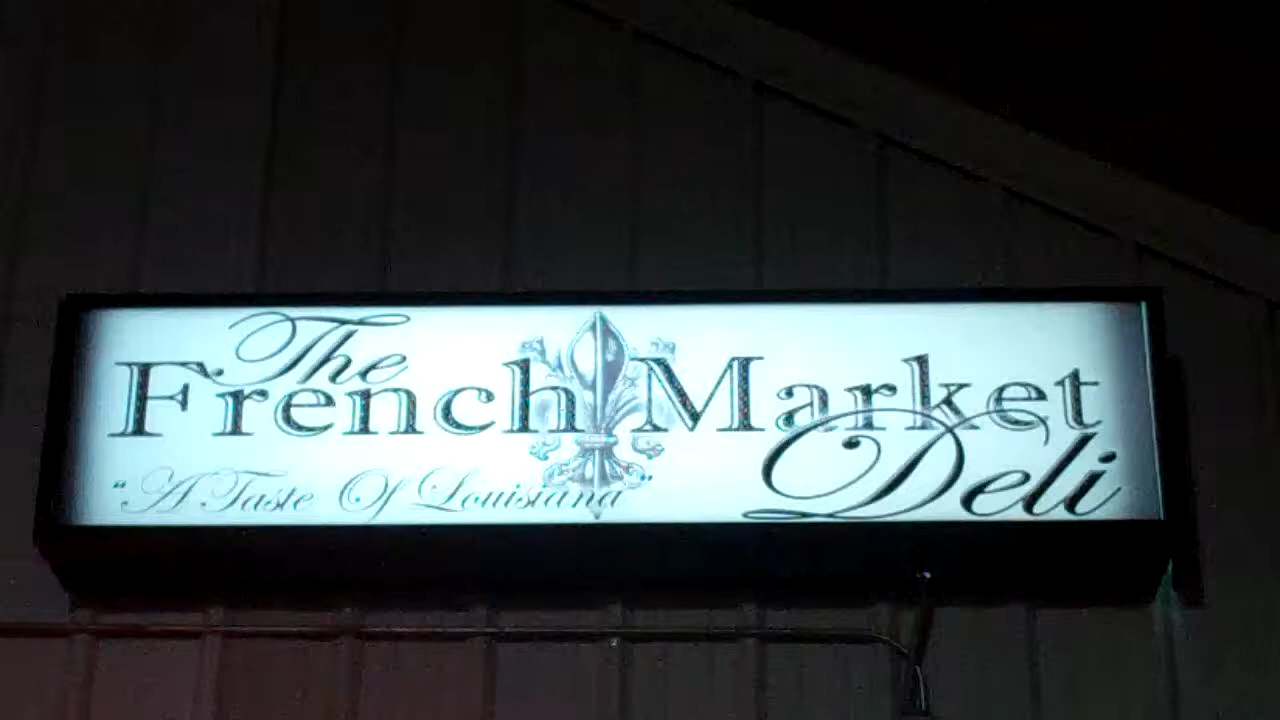 The
French Market
Deli
"A Taste Of Louisiana"